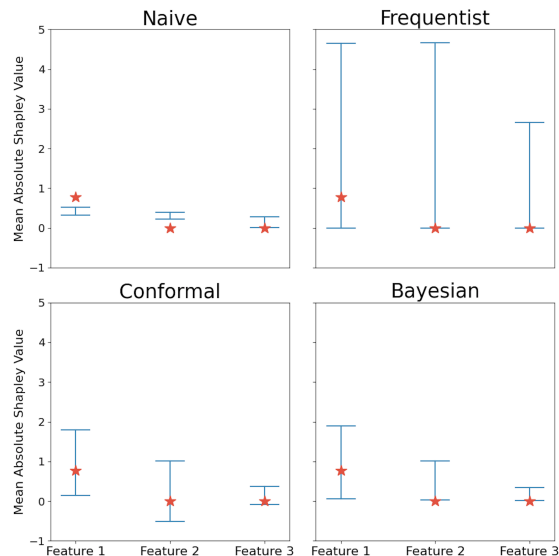 Naive
Frequentist
Mean Absolute Shapley Value
5
4
3
2
1
0
−1
Conformal
Bayesian
Mean Absolute Shapley Value
5
4
3
2
1
0
−1
Feature 1 Feature 2 Feature 3
Feature 1 Feature 2 Feature 3